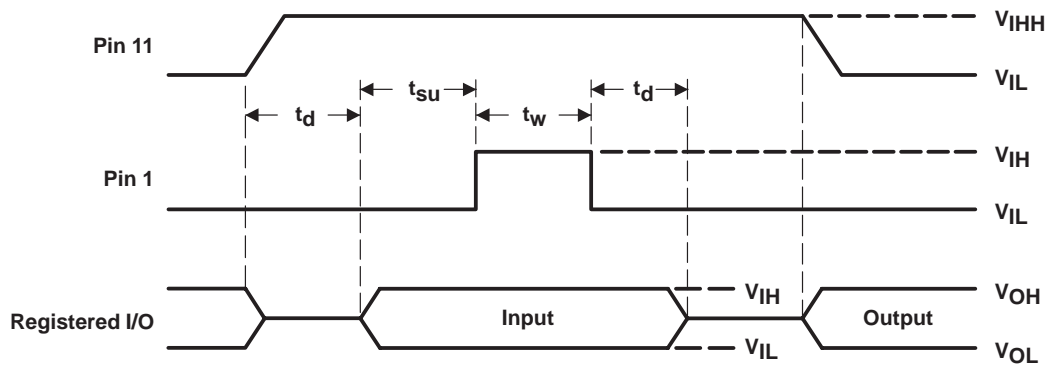 Pin 11
VIHH
VIL
td
tsu
tw
td
Pin 1
VIH
VIL
Registered I/O
Input
VIH
VIL
Output
VOH
VOL